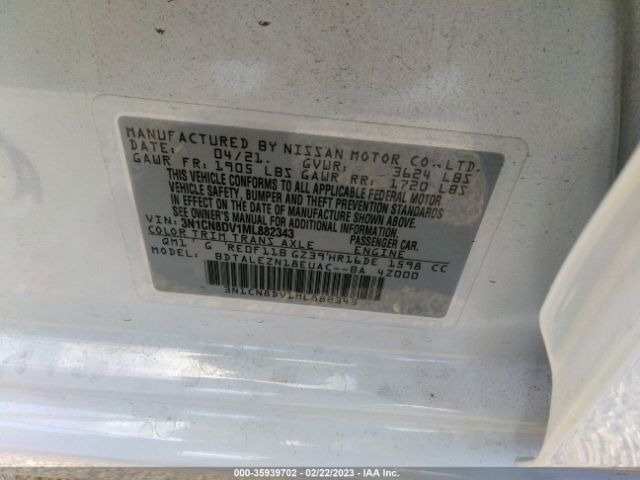 MANUFACTURED BY NISSAN MOTOR CO.,LTD.
DATE: 04/21. GVWR: 3624 LBS
GAWR FR: 1905 LBS GAWR RR: 1720 LBS
THIS VEHICLE CONFORMS TO ALL APPLICABLE FEDERAL MOTOR
VEHICLE SAFETY, BUMPER AND THEFT PREVENTION STANDARDS
IN EFFECT ON THE DATE OF MANUFACTURE SHOWN ABOVE.
SEE OWNER'S MANUAL FOR ADDITIONAL INFORMATION.
VIN: 3N1CN8DV1ML882343 PASSENGER CAR
COLOR TRIM TRANS AXLE ENGINE
QM1 G RE0F11B GZ39 HR16DE 1598 CC
MODEL: BDTALEZN18EUAC--BA 4Z000
3N1CN8DV1ML882343
000-35939702 - 02/22/2023 - IAA Inc.